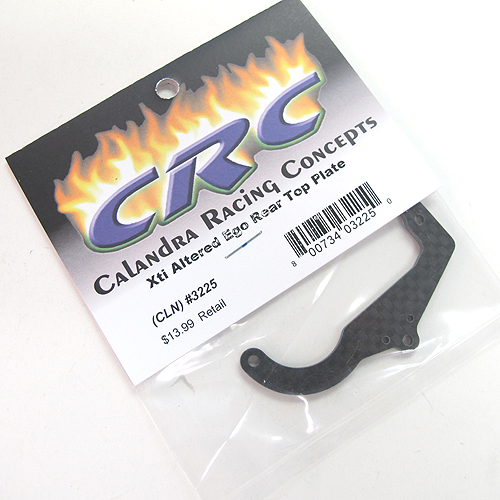 CRC
Calandra Racing Concepts
Xti Altered Ego Rear Top Plate
(CLN) #3225
$13.99 Retail
8 00734 03225 0